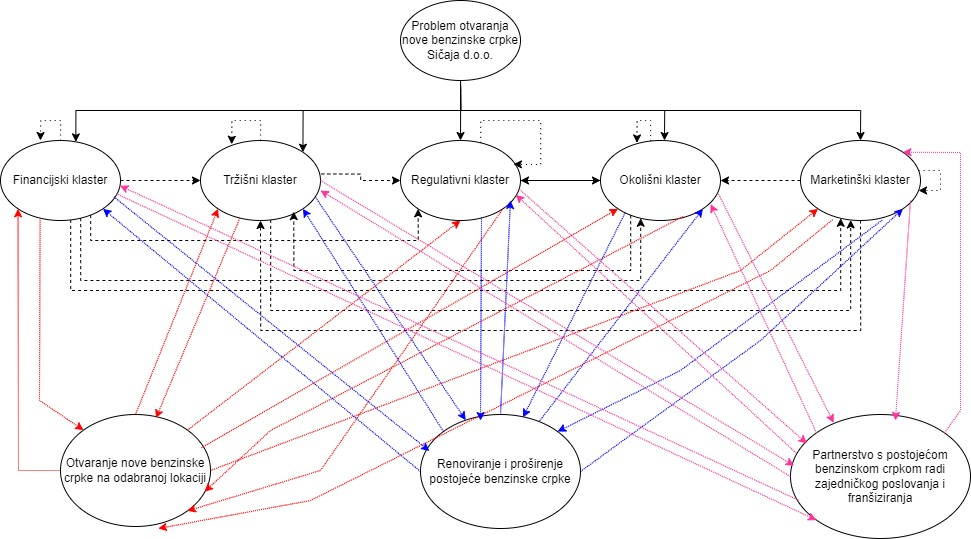 Problem otvaranja
nove benzinske crpke
Sičaja d.o.o.
Financijski klaster
Tržišni klaster
Regulativni klaster
Okolišni klaster
Marketinški klaster
Otvaranje nove benzinske
crpke na odabranoj lokaciji
Renoviranje i proširenje
postojeće benzinske crpke
Partnerstvo s postojećom
benzinskom crpkom radi
zajedničkog poslovanja i
franšiziranja